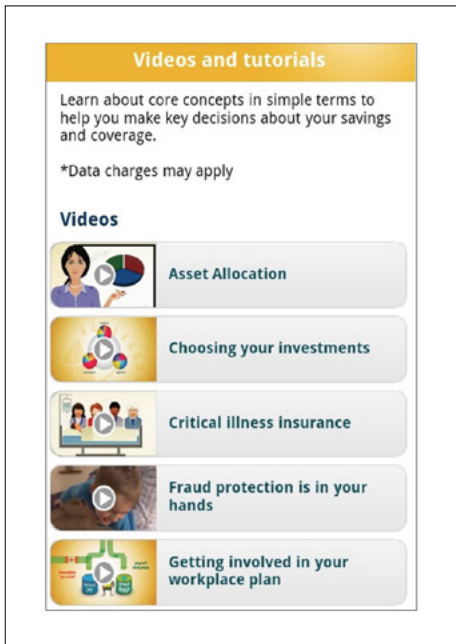 Videos and tutorials
Learn about core concepts in simple terms to
help you make key decisions about your savings
and coverage.
*Data charges may apply
Videos
Asset Allocation
Choosing your investments
Critical illness insurance
Fraud protection is in your
hands
Getting involved in your
workplace plan